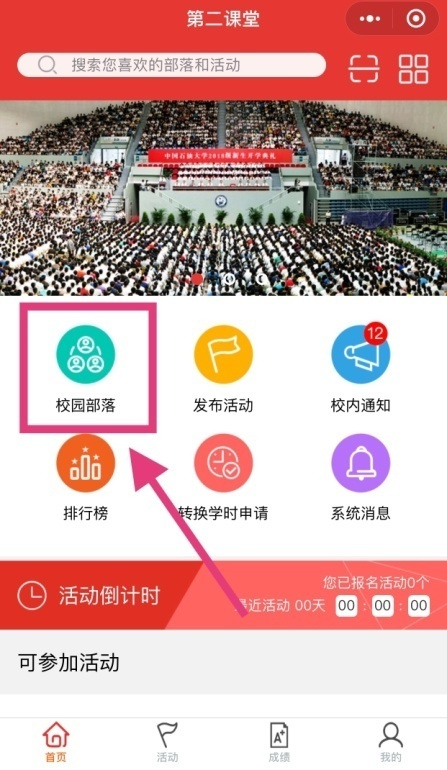 第二课堂
搜索您喜欢的部落和活动
中国石油大学2018级新生开学典礼
校园部落
发布活动
12
校内通知
排行榜
转换学时申请
系统消息
活动倒计时
您已报名活动0个
最近活动 00天 00 : 00 : 00
可参加活动
首页
活动
A+
成绩
我的